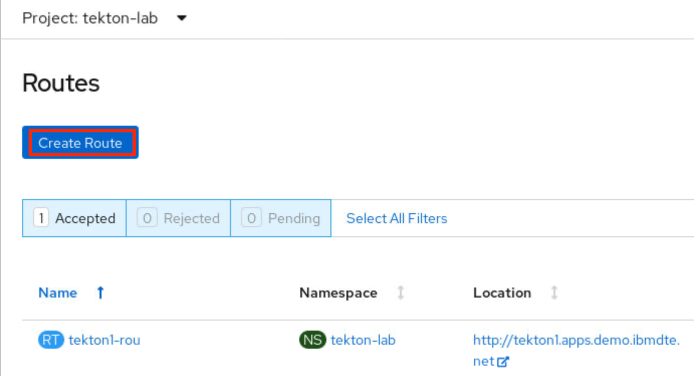 Project: tekton-lab
Routes
Create Route
1 Accepted 0 Rejected 0 Pending Select All Filters
Name Namespace Location
RT tekton1-rou NS tekton-lab http://tekton1.apps.demo.ibmdte.
net